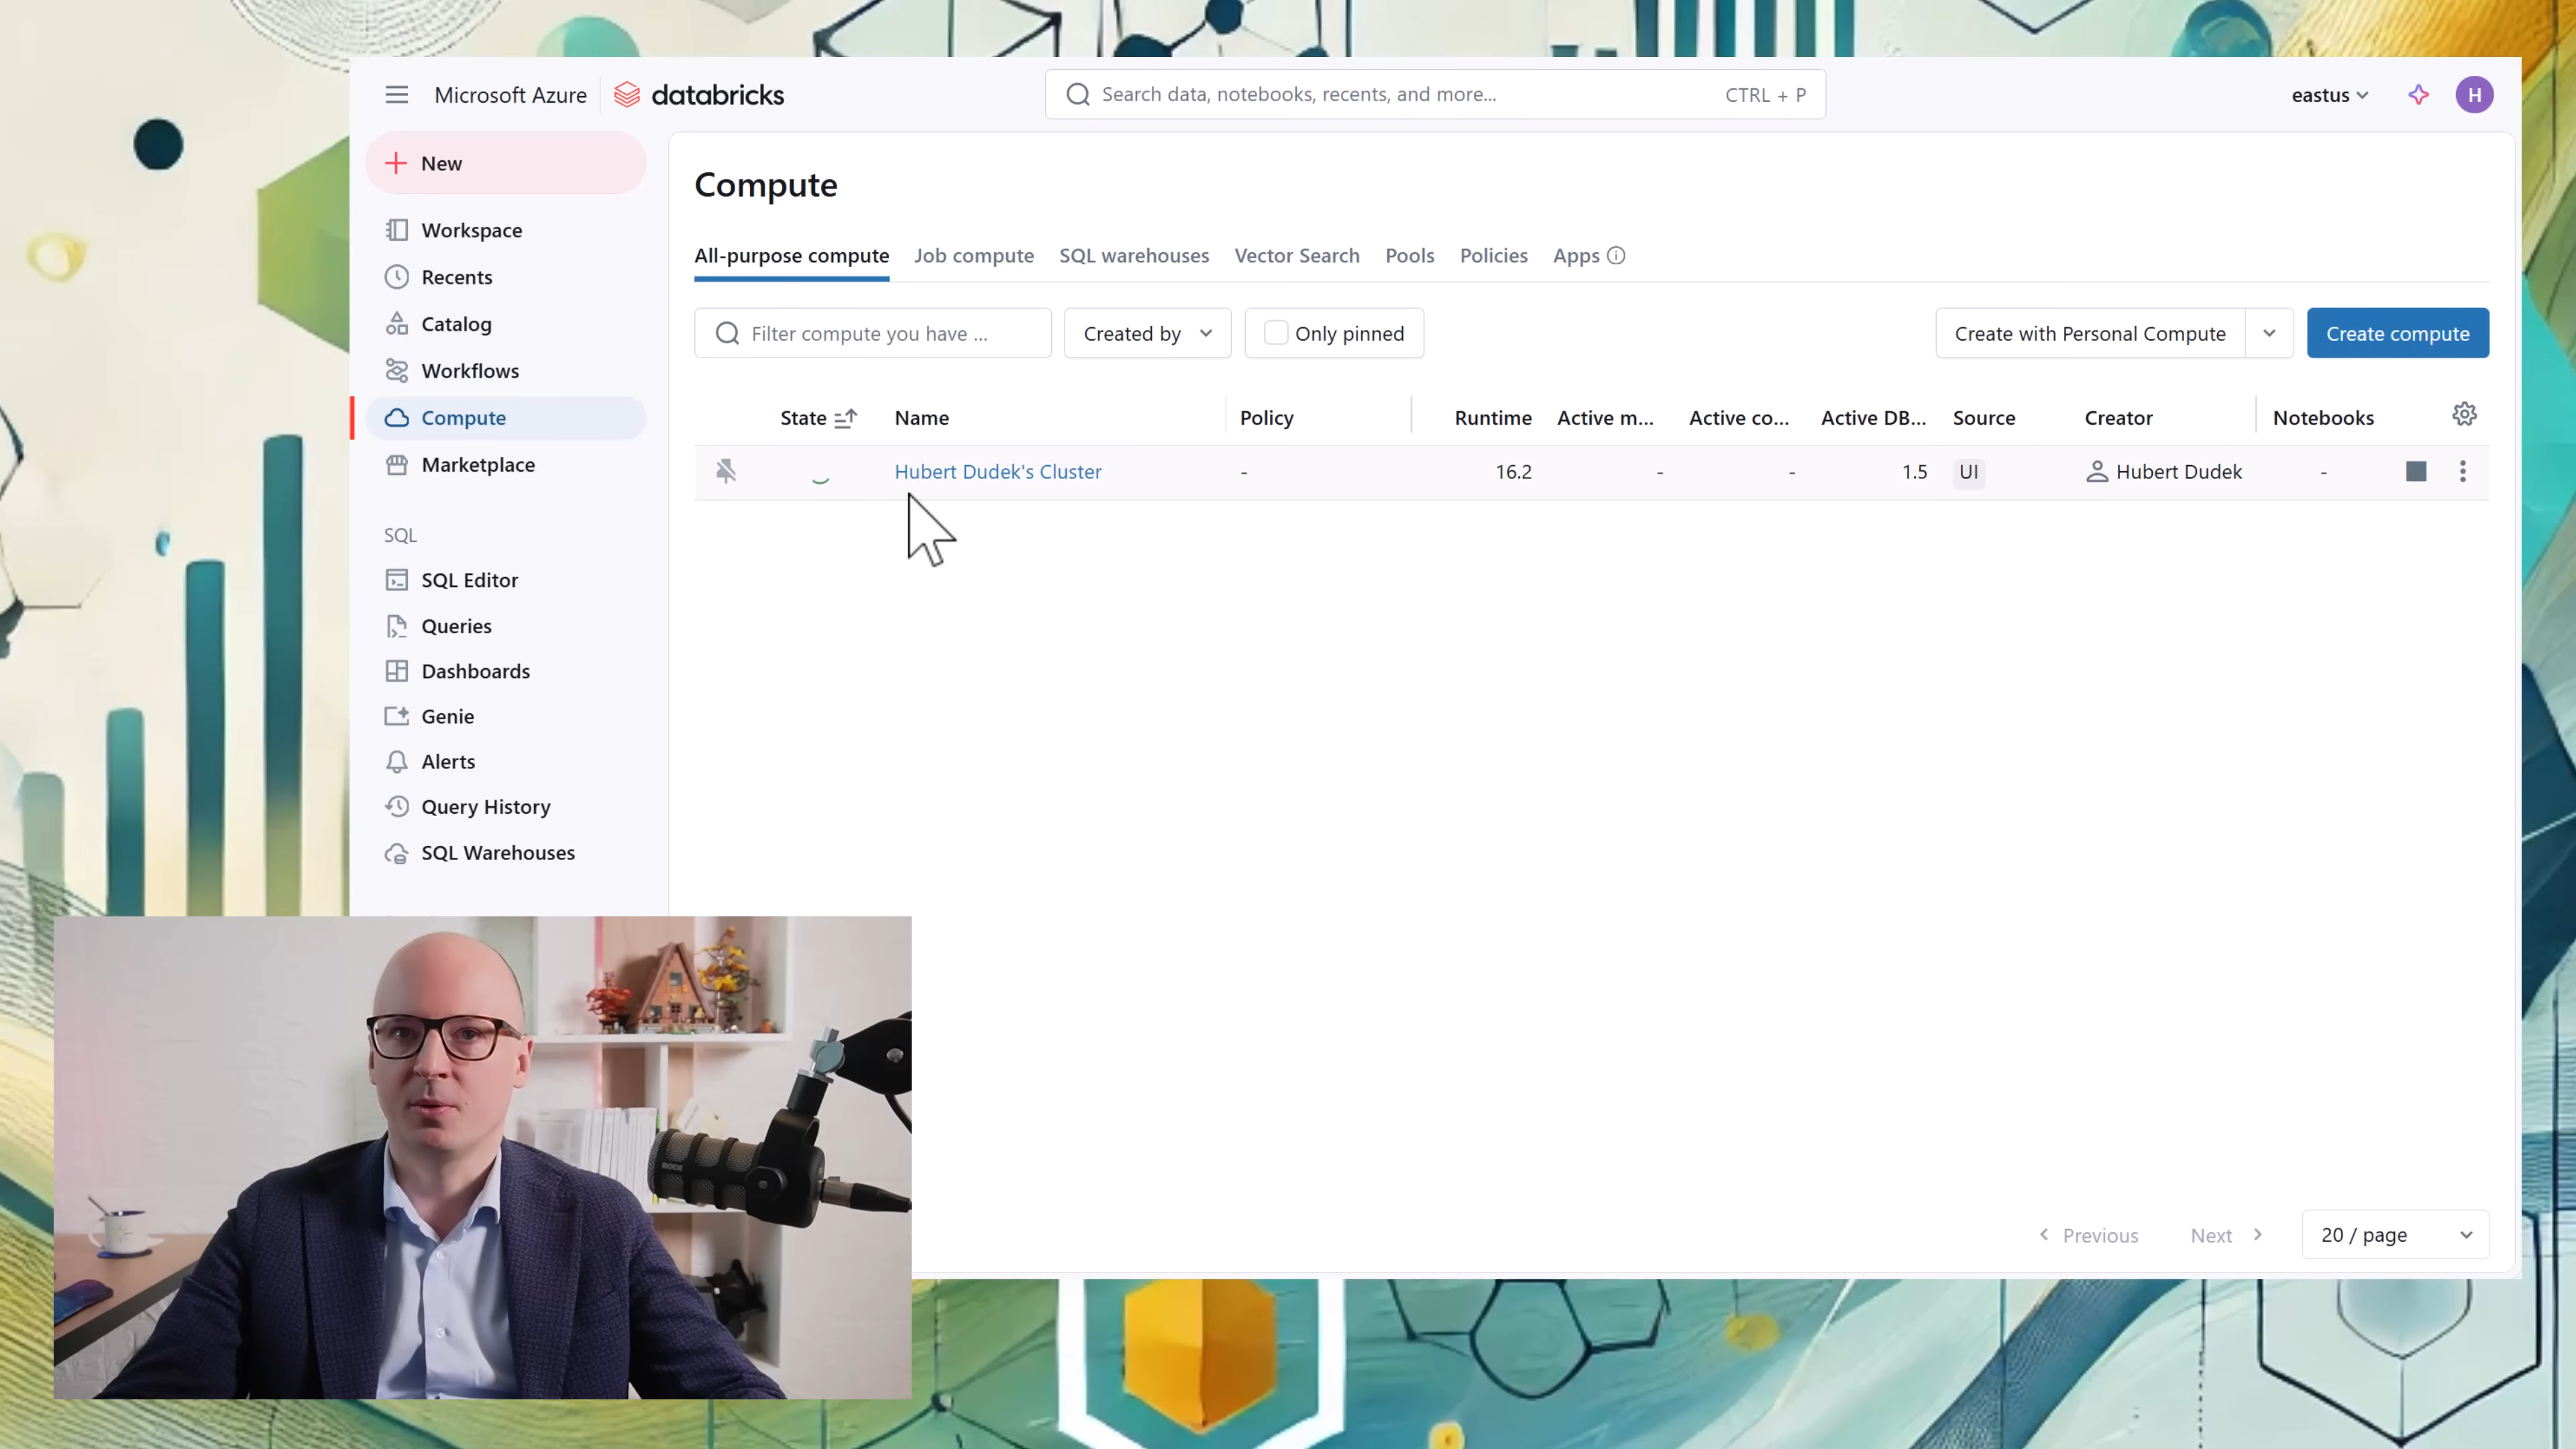 Microsoft Azure databricks
Search data, notebooks, recents, and more... CTRL + P
eastus
H
New
Workspace
Recents
Catalog
Workflows
Compute
Marketplace
SQL
SQL Editor
Queries
Dashboards
Genie
Alerts
Query History
SQL Warehouses
Compute
All-purpose compute Job compute SQL warehouses Vector Search Pools Policies Apps
Filter compute you have ... Created by Only pinned Create with Personal Compute Create compute
State Name Policy Runtime Active m... Active co... Active DB... Source Creator Notebooks
Hubert Dudek's Cluster - 16.2 - - 1.5 UI Hubert Dudek -
Previous Next 20 / page
RODE